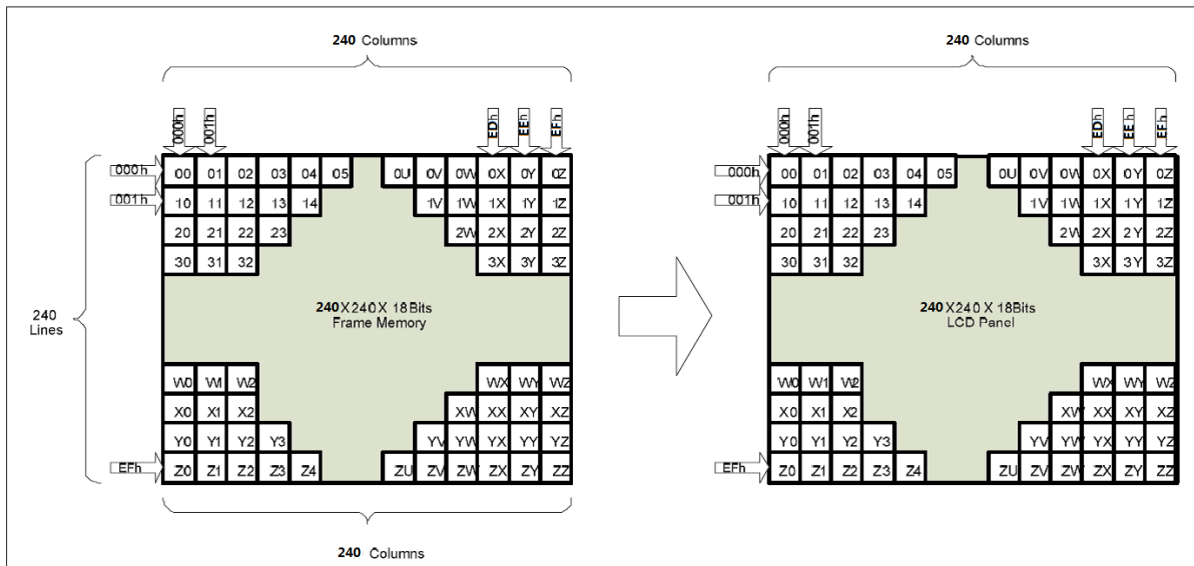 240 Columns 240 Columns
000h 001h EDh EEh EFh 000h 001h EDh EEh EFh
000h 00 01 02 03 04 05 0U 0V 0W 0X 0Y 0Z 000h 00 01 02 03 04 05 0U 0V 0W 0X 0Y 0Z
001h 10 11 12 13 14 1V 1W 1X 1Y 1Z 001h 10 11 12 13 14 1V 1W 1X 1Y 1Z
20 21 22 23 2W 2X 2Y 2Z 20 21 22 23 2W 2X 2Y 2Z
30 31 32 3X 3Y 3Z 30 31 32 3X 3Y 3Z
240 240X240X 18Bits 240X240 X 18Bits
Lines Frame Memory LCD Panel
W0 W1 W2 WX WY WZ W0 W1 W2 WX WY WZ
X0 X1 X2 XW XX XY XZ X0 X1 X2 XW XX XY XZ
Y0 Y1 Y2 Y3 YV YW YX YY YZ Y0 Y1 Y2 Y3 YV YW YX YY YZ
EFh Z0 Z1 Z2 Z3 Z4 ZU ZV ZW ZX ZY ZZ EFh Z0 Z1 Z2 Z3 Z4 ZU ZV ZW ZX ZY ZZ
240 Columns